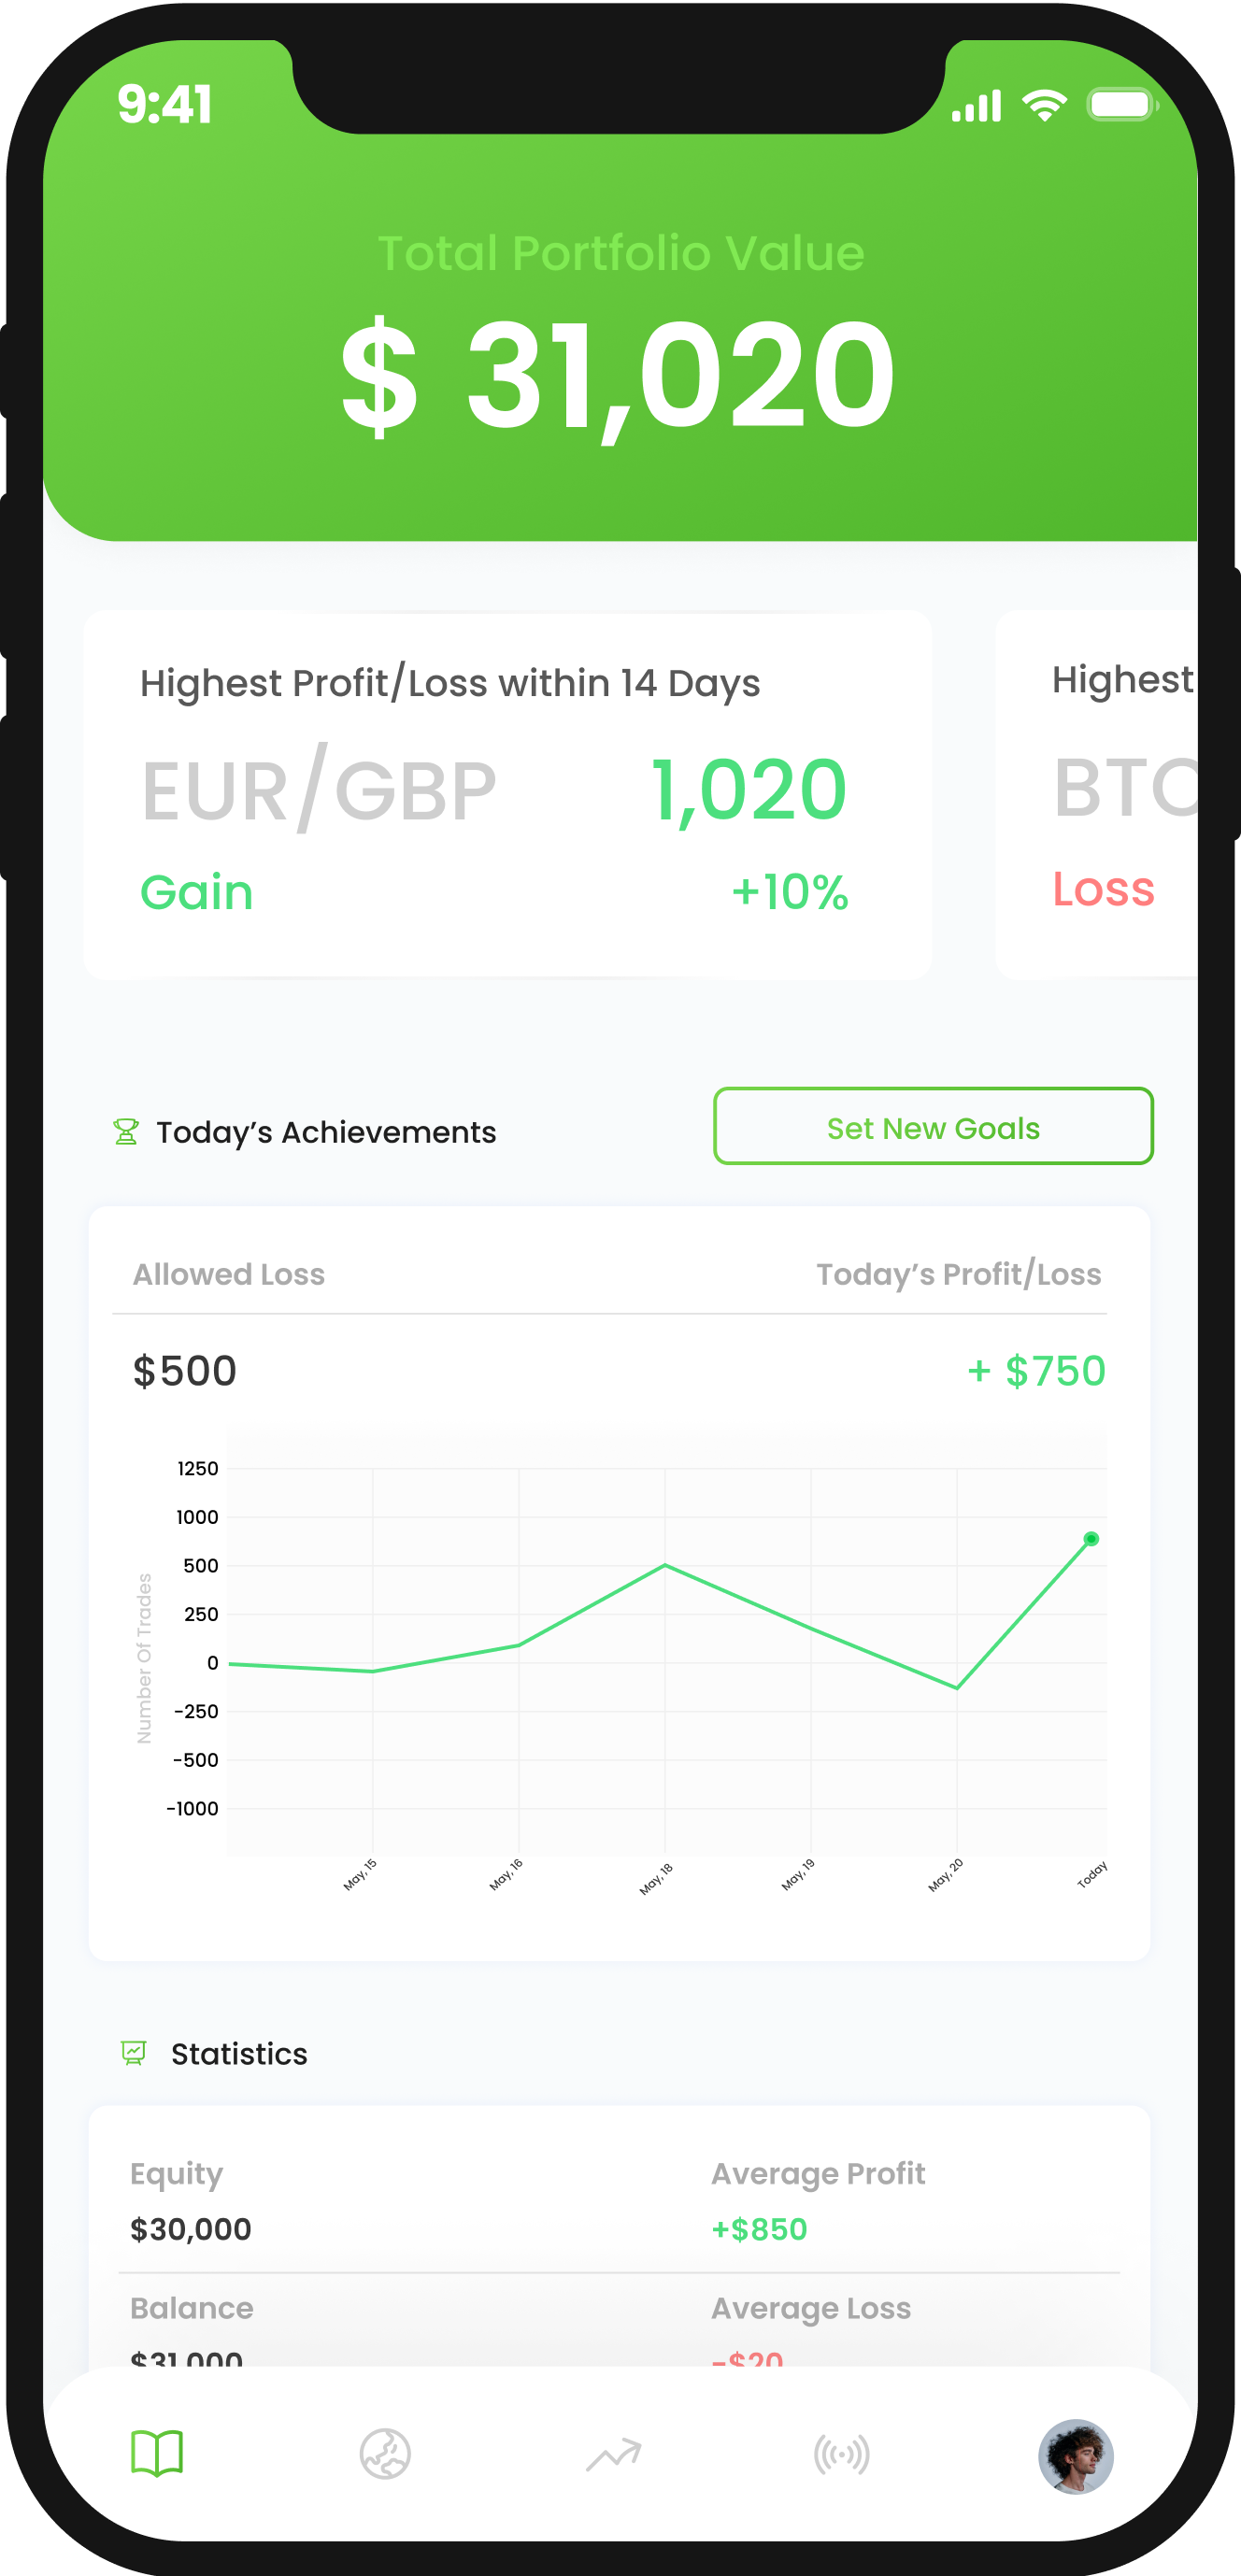 9:41
Total Portfolio Value
$ 31,020
Highest Profit/Loss within 14 Days
EUR/GBP 1,020
Gain +10%
Highest
BTC
Loss
Today’s Achievements
Set New Goals
Allowed Loss Today’s Profit/Loss
$500 + $750
Number Of Trades
1250
1000
500
250
0
-250
-500
-1000
May, 15 May, 16 May, 18 May, 19 May, 20 Today
Statistics
Equity Average Profit
$30,000 +$850
Balance Average Loss
$31,000 -$20